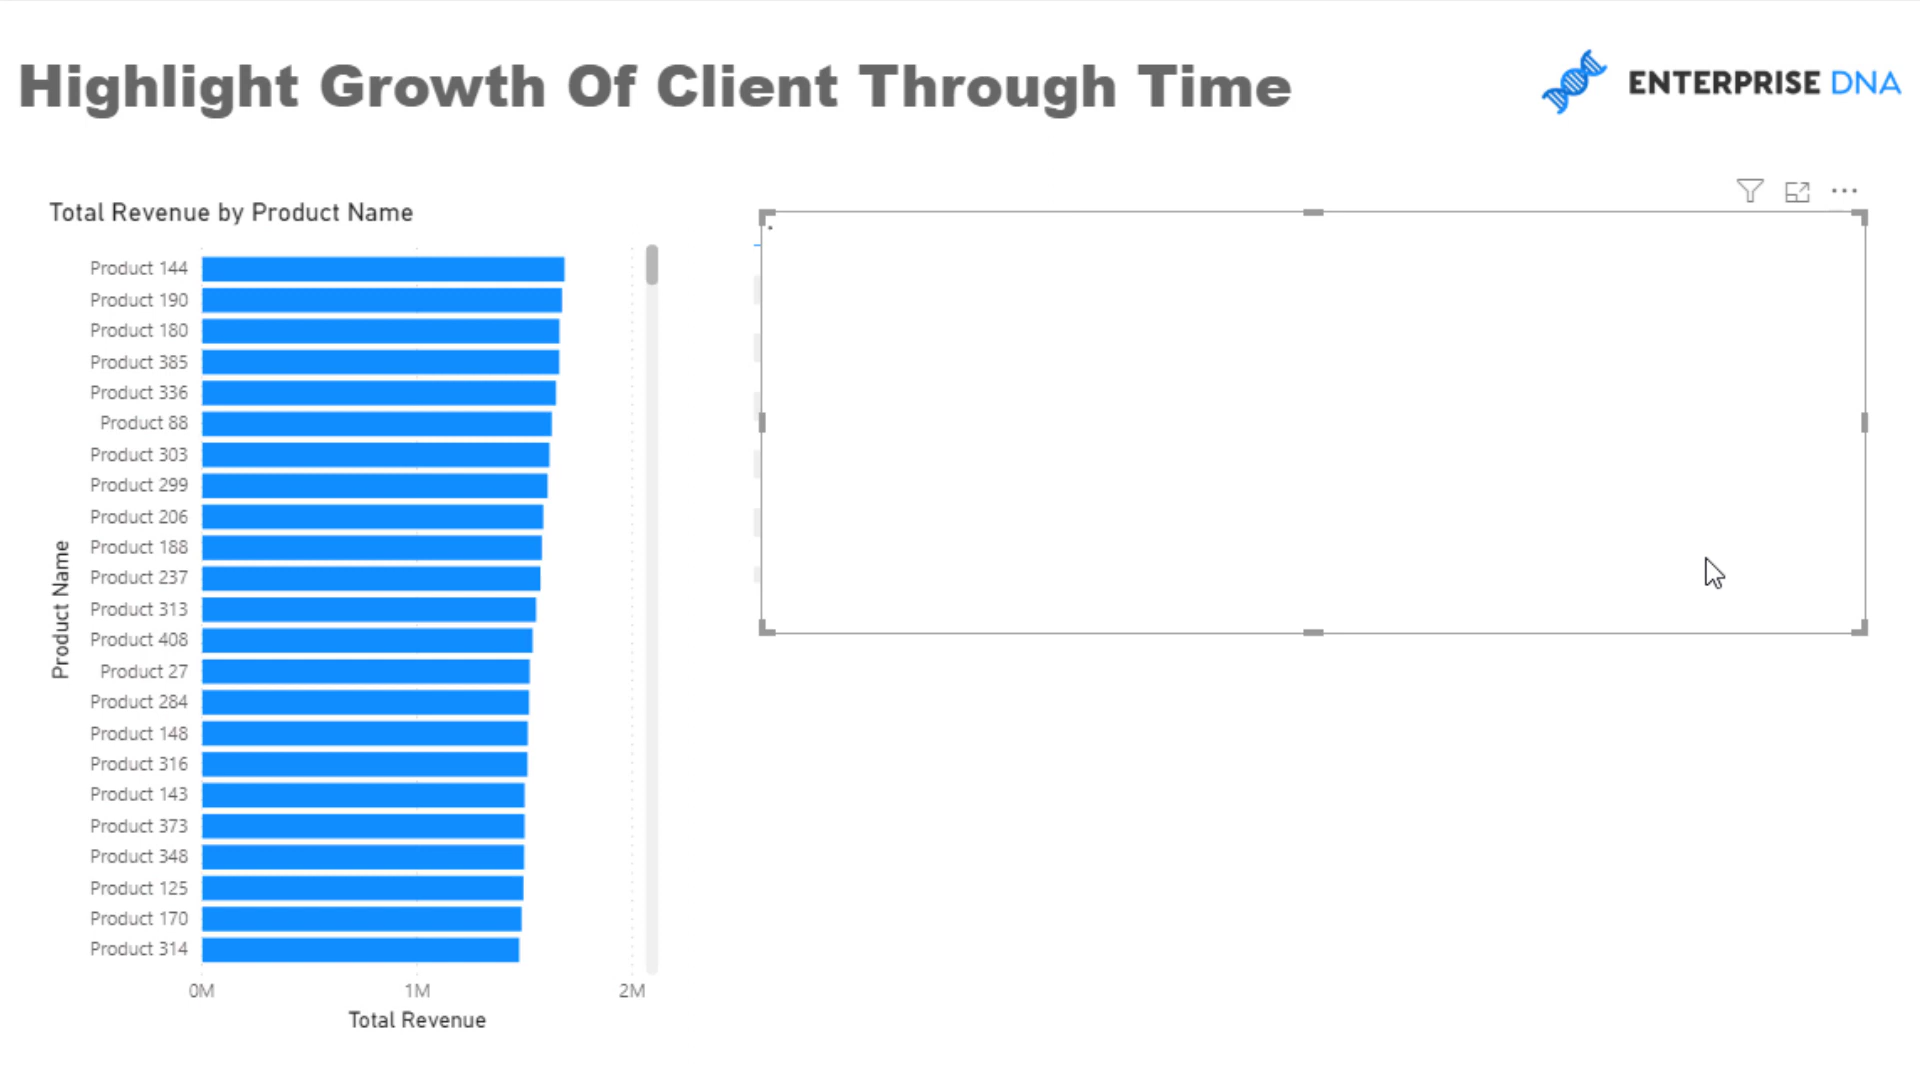 Highlight Growth Of Client Through Time
ENTERPRISE DNA
Total Revenue by Product Name
Product Name
Product 144
Product 190
Product 180
Product 385
Product 336
Product 88
Product 303
Product 299
Product 206
Product 188
Product 237
Product 313
Product 408
Product 27
Product 284
Product 148
Product 316
Product 143
Product 373
Product 348
Product 125
Product 170
Product 314
0M 1M 2M
Total Revenue